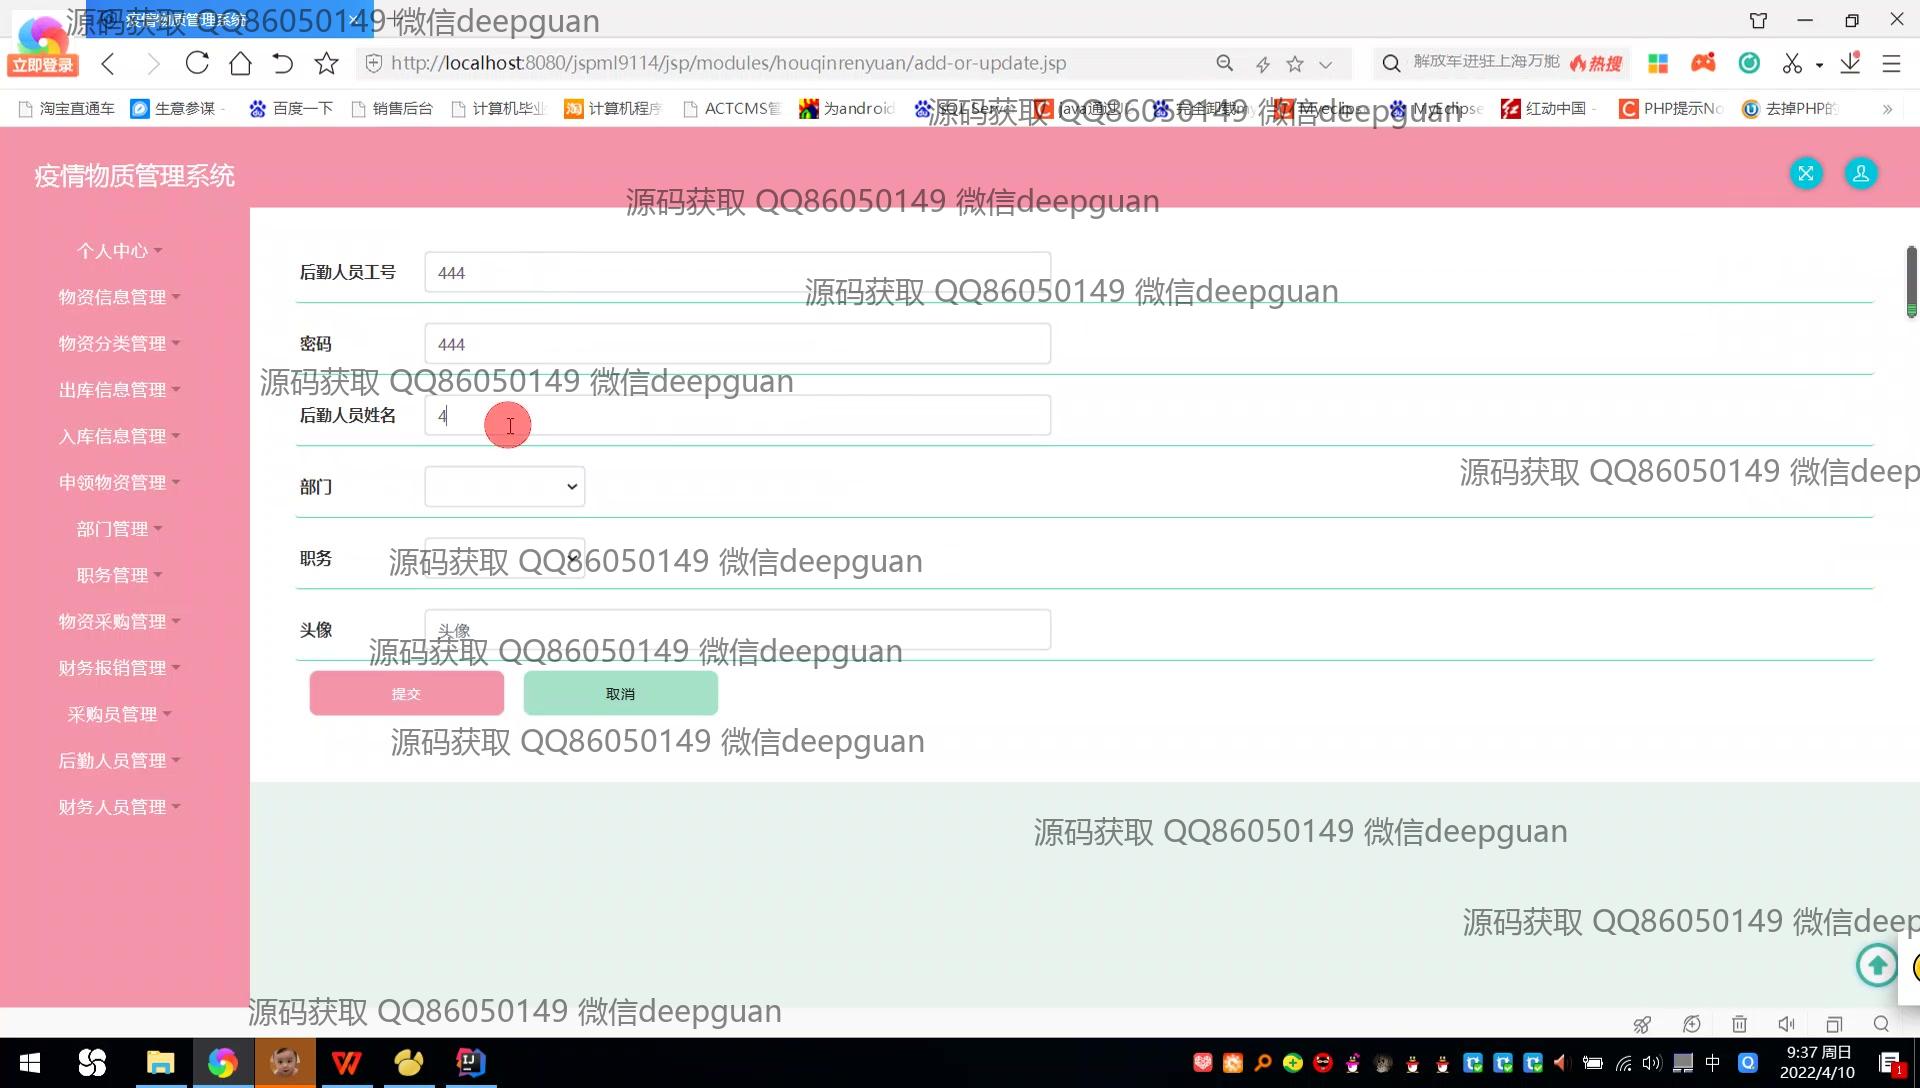 疫情物质管理系统
源码获取 QQ86050149 微信deepguan
立即登录
http://localhost:8080/jspml9114/jsp/modules/houqinrenyuan/add-or-update.jsp
解放军进驻上海万能
热搜
淘宝直通车
生意参谋 -
百度一下
销售后台
计算机毕业
计算机程序
ACTCMS管
为android
SQL Serv
java通过
完全卸载my
Myeclips
MyEclipse
红动中国 -
PHP提示No
去掉PHP的
源码获取 QQ86050149 微信deepguan
疫情物质管理系统
源码获取 QQ86050149 微信deepguan
个人中心
物资信息管理
物资分类管理
出库信息管理
入库信息管理
申领物资管理
部门管理
职务管理
物资采购管理
财务报销管理
采购员管理
后勤人员管理
财务人员管理
后勤人员工号
444
源码获取 QQ86050149 微信deepguan
密码
444
源码获取 QQ86050149 微信deepguan
后勤人员姓名
4
源码获取 QQ86050149 微信deep
部门
职务
源码获取 QQ86050149 微信deepguan
头像
头像
源码获取 QQ86050149 微信deepguan
提交
取消
源码获取 QQ86050149 微信deepguan
源码获取 QQ86050149 微信deepguan
源码获取 QQ86050149 微信deep
源码获取 QQ86050149 微信deepguan
中
9:37 周日
2022/4/10
1